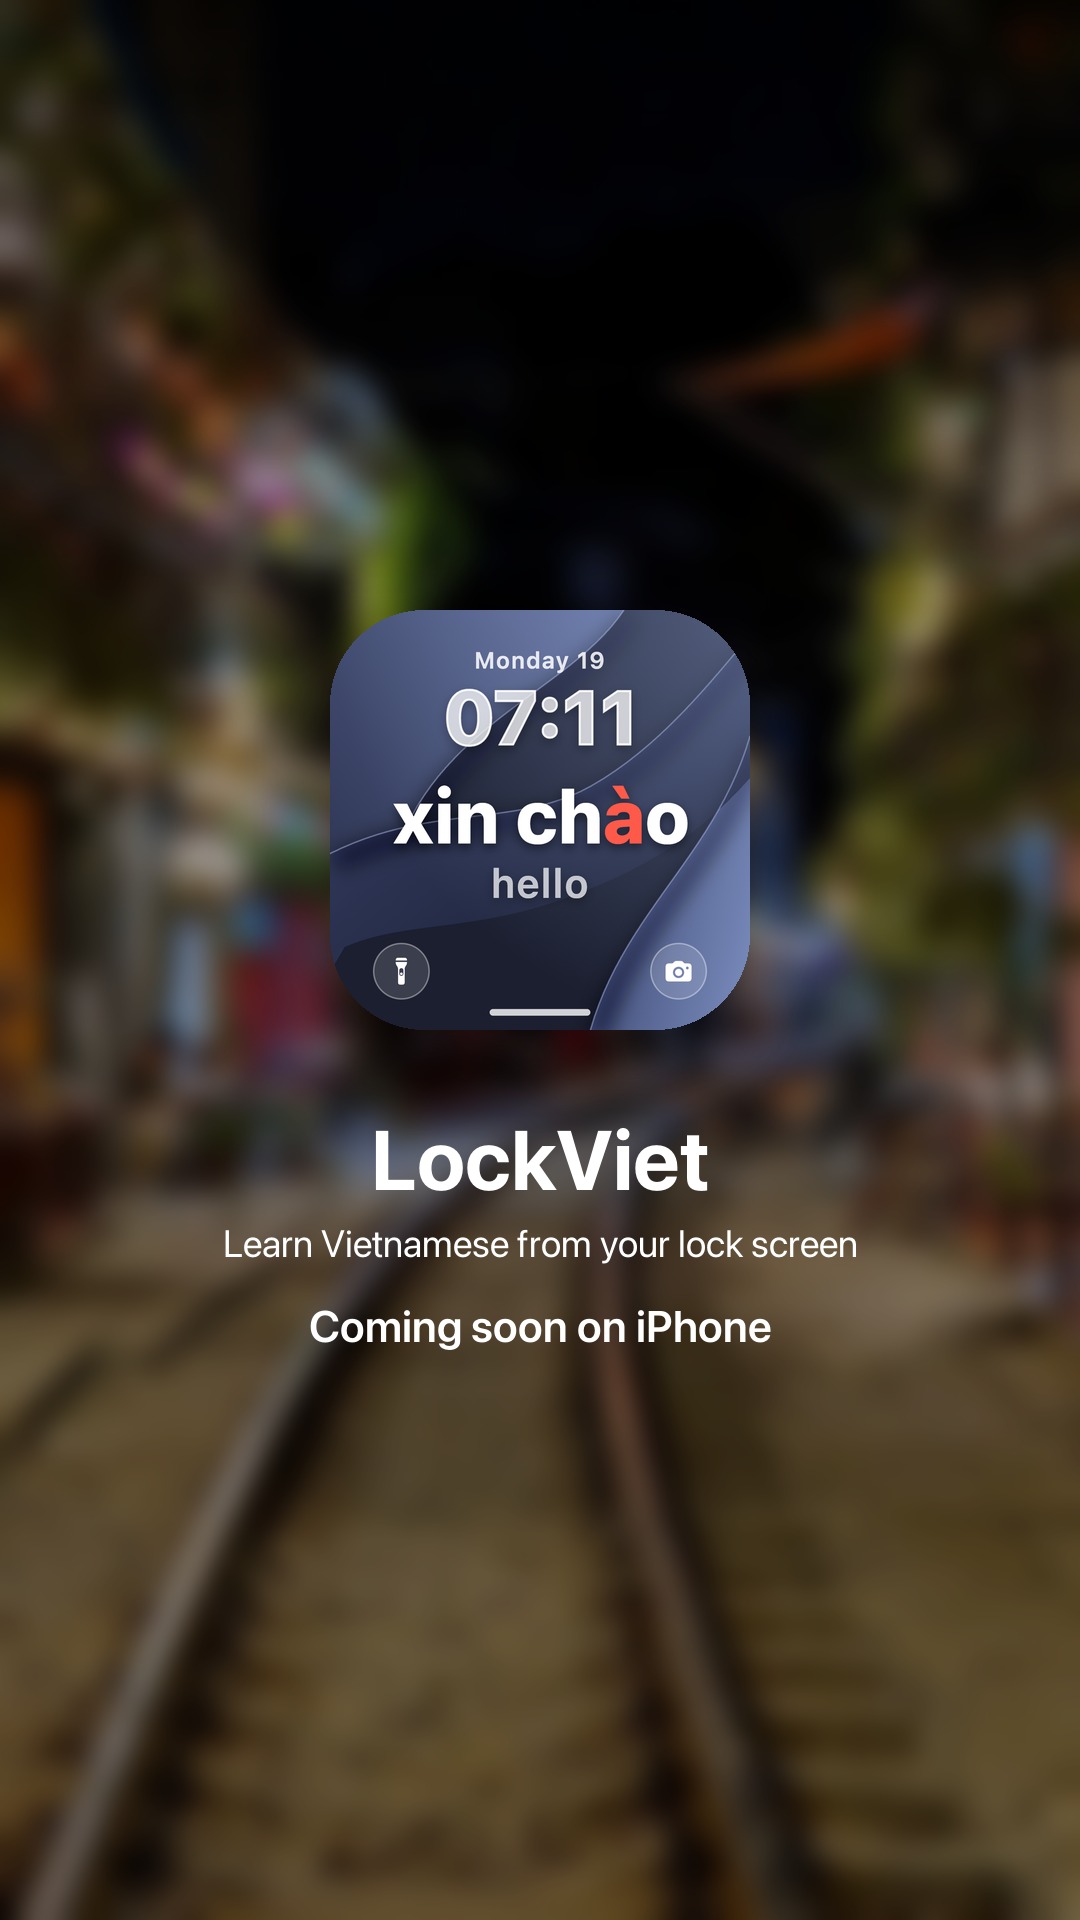 Monday 19
07:11
xin chào
hello
LockViet
Learn Vietnamese from your lock screen
Coming soon on iPhone